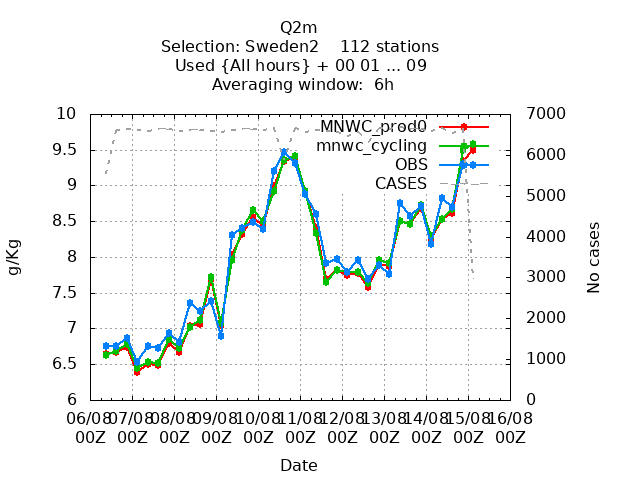 Q2m
Selection: Sweden2    112 stations
Used {All hours} + 00 01 ... 09
Averaging window:  6h
10
9.5
9
8.5
8
7.5
7
6.5
6
g/Kg
7000
6000
5000
4000
3000
2000
1000
0
No cases
MNWC_prod0
mnwc_cycling
OBS
CASES
06/08 07/08 08/08 09/08 10/08 11/08 12/08 13/08 14/08 15/08 16/08
00Z 00Z 00Z 00Z 00Z 00Z 00Z 00Z 00Z 00Z 00Z
Date